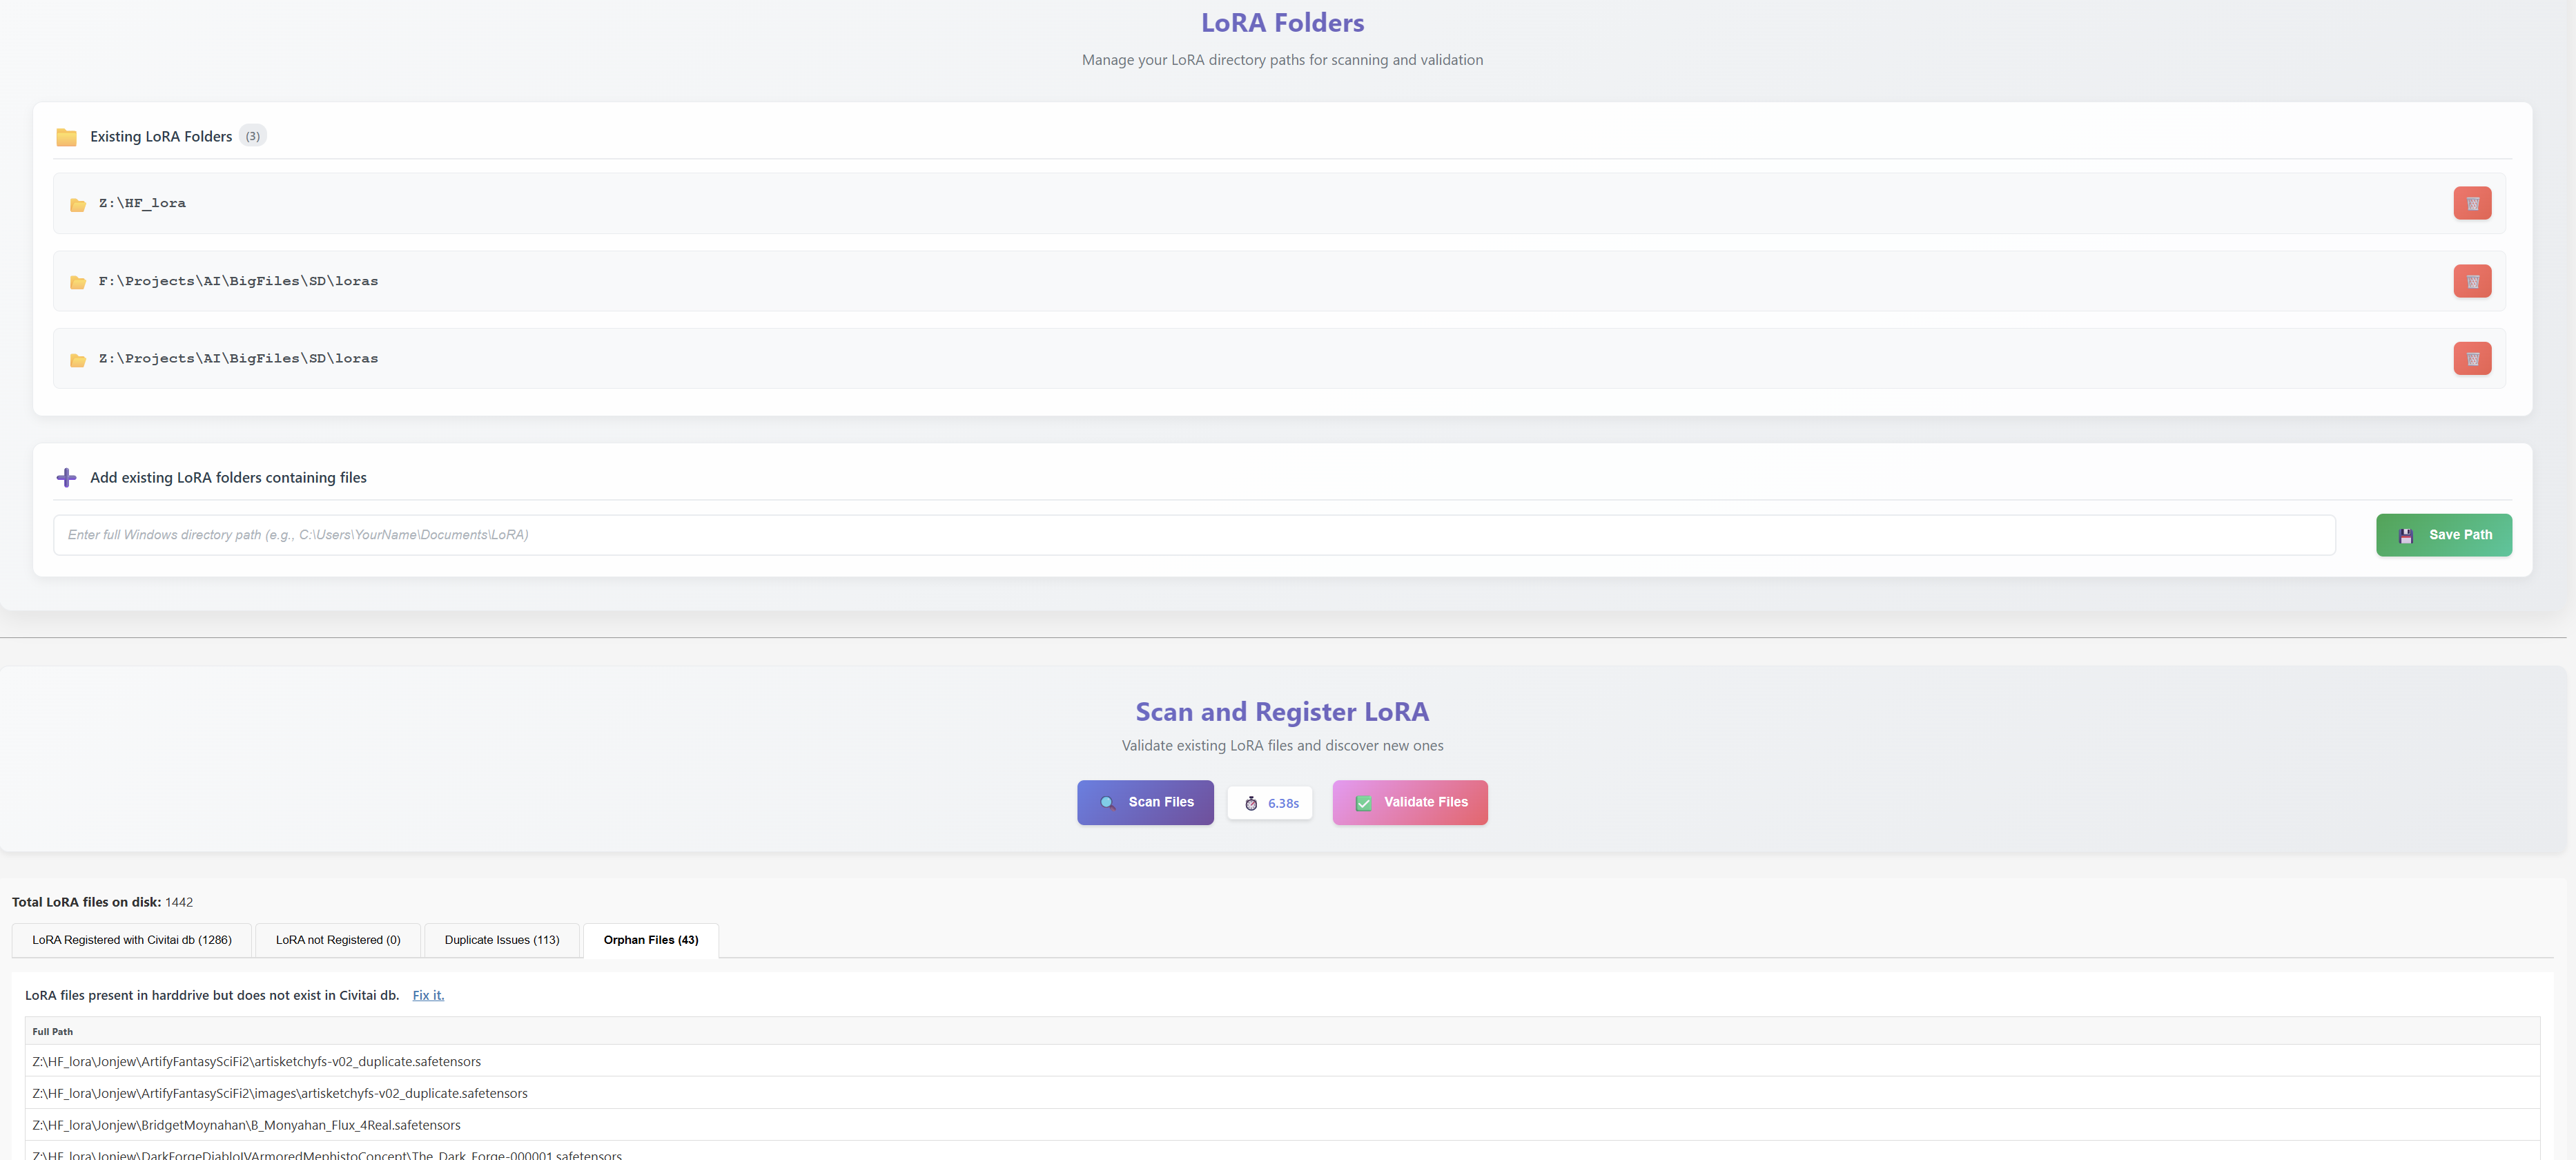 LoRA Folders
Manage your LoRA directory paths for scanning and validation
Existing LoRA Folders (3)
Z:\HF_lora
F:\Projects\AI\BigFiles\SD\loras
Z:\Projects\AI\BigFiles\SD\loras
Add existing LoRA folders containing files
Enter full Windows directory path (e.g., C:\Users\YourName\Documents\LoRA) Save Path
Scan and Register LoRA
Validate existing LoRA files and discover new ones
Scan Files 6.38s Validate Files
Total LoRA files on disk: 1442
LoRA Registered with Civitai db (1286) LoRA not Registered (0) Duplicate Issues (113) Orphan Files (43)
LoRA files present in harddrive but does not exist in Civitai db. Fix it.
Full Path
Z:\HF_lora\Jonjew\ArtifyFantasySciFi2\artisketchyfs-v02_duplicate.safetensors
Z:\HF_lora\Jonjew\ArtifyFantasySciFi2\images\artisketchyfs-v02_duplicate.safetensors
Z:\HF_lora\Jonjew\BridgetMoynahan\B_Monyahan_Flux_4Real.safetensors
Z:\HF_lora\Jonjew\DarkForgeDiabloIVArmoredMephistoConcept\The_Dark_Forge-000001.safetensors